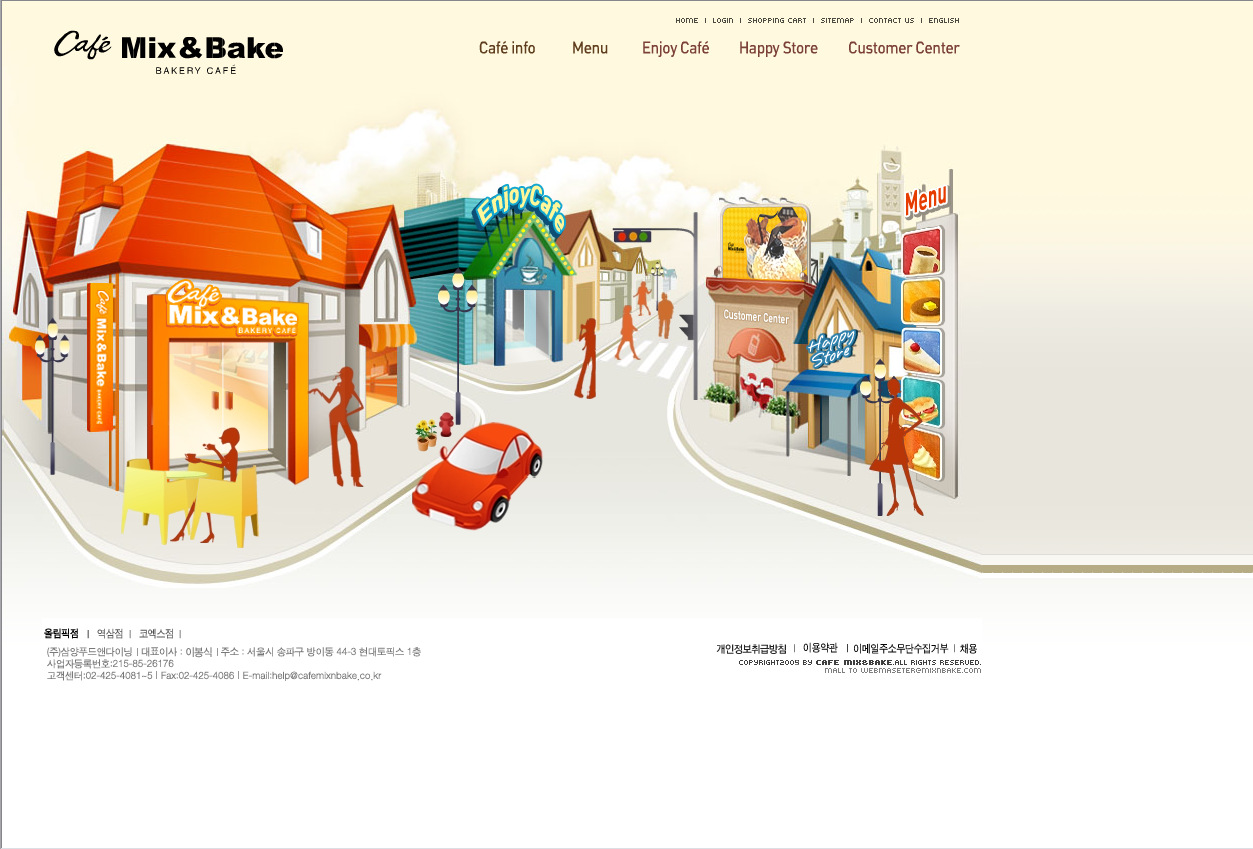 HOME | LOGIN | SHOPPING CART | SITEMAP | CONTACT US | ENGLISH
Café Mix&Bake
BAKERY CAFÉ
Café info Menu Enjoy Café Happy Store Customer Center
EnjoyCafe
Menu
Café
Mix&Bake
BAKERY CAFE
Café Mix&Bake BAKERY CAFE
Café
Mix&Bake
Customer Center
Happy
Store
올림픽점 | 역삼점 | 코엑스점 |
(주)삼양푸드앤다이닝 | 대표이사 : 이봉식 | 주소 : 서울시 송파구 방이동 44-3 현대토픽스 1층
사업자등록번호:215-85-26176
고객센터:02-425-4081~5 | Fax:02-425-4086 | E-mail:help@cafemixnbake.co.kr
개인정보취급방침 | 이용약관 | 이메일주소무단수집거부 | 채용
COPYRIGHT2009 BY CAFE MIX&BAKE.ALL RIGHTS RESERVED.
MALL TO WEBMASETER@MIXNBAKE.COM